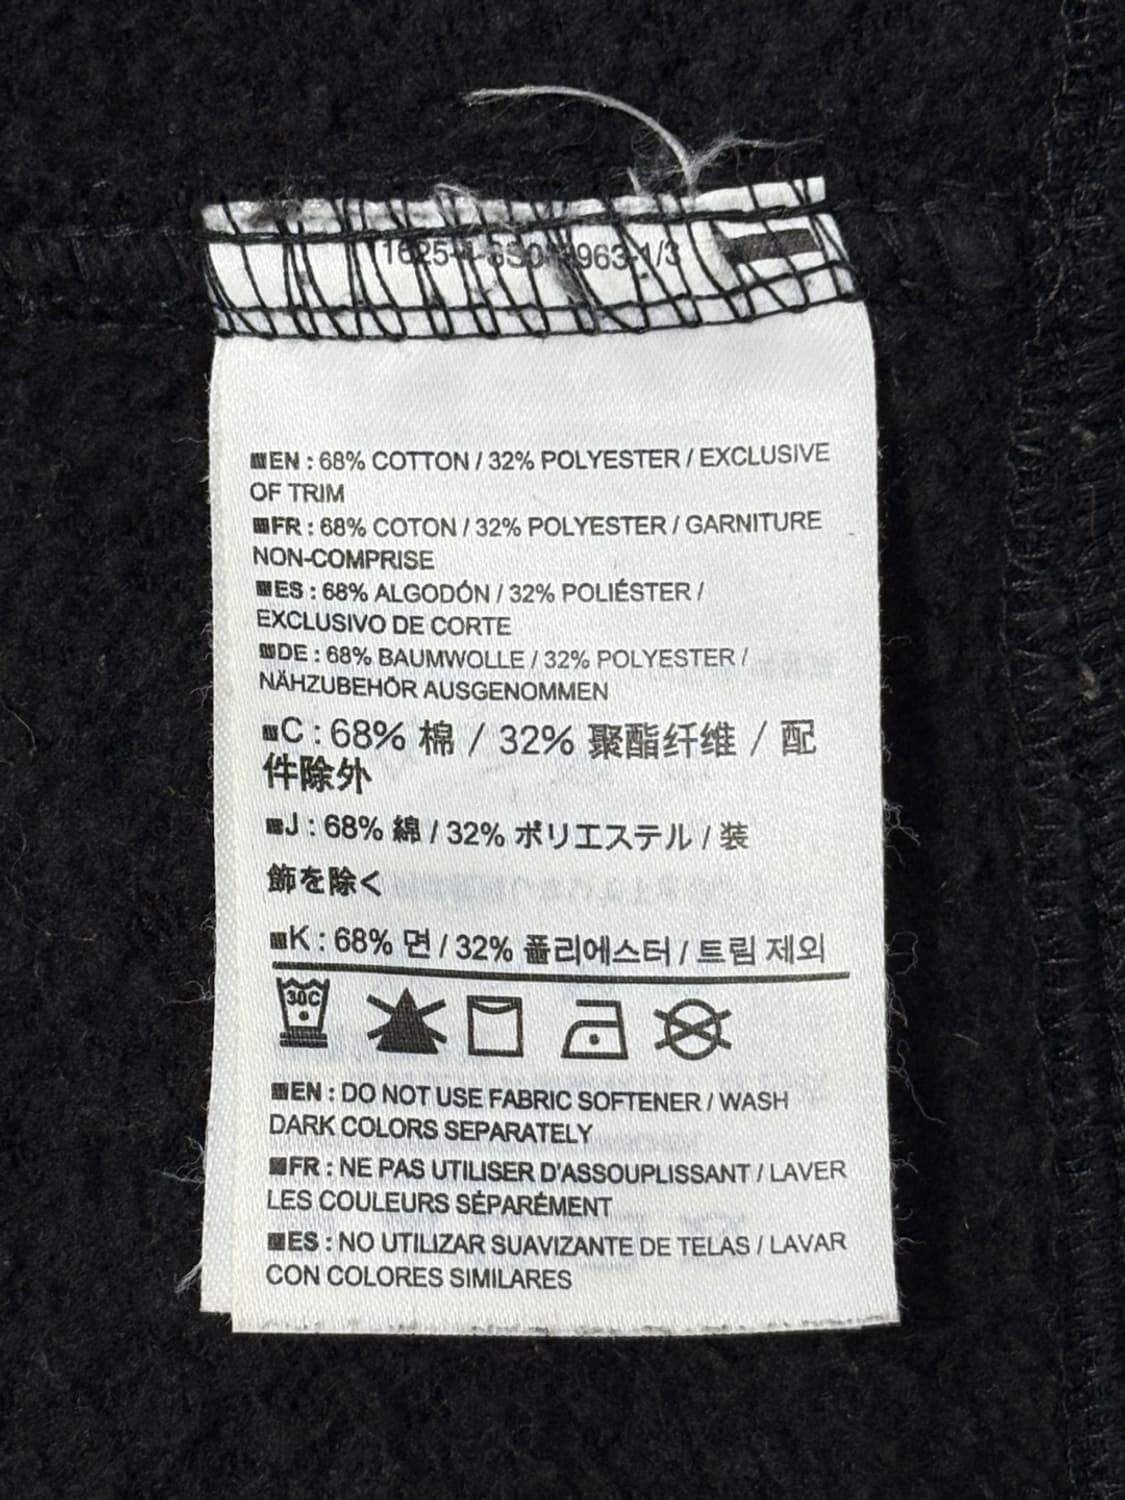 963-1/3
EN : 68% COTTON / 32% POLYESTER / EXCLUSIVE
OF TRIM
FR : 68% COTON / 32% POLYESTER / GARNITURE
NON-COMPRISE
ES : 68% ALGODÓN / 32% POLIÉSTER /
EXCLUSIVO DE CORTE
DE : 68% BAUMWOLLE / 32% POLYESTER /
NÄHZUBEHÖR AUSGENOMMEN
C : 68% 棉 / 32% 聚酯纤维 / 配
件除外
J : 68% 綿 / 32% ポリエステル / 装
飾を除く
K : 68% 면 / 32% 폴리에스터 / 트림 제외
30C
EN : DO NOT USE FABRIC SOFTENER / WASH
DARK COLORS SEPARATELY
FR : NE PAS UTILISER D'ASSOUPLISSANT / LAVER
LES COULEURS SÉPARÉMENT
ES : NO UTILIZAR SUAVIZANTE DE TELAS / LAVAR
CON COLORES SIMILARES